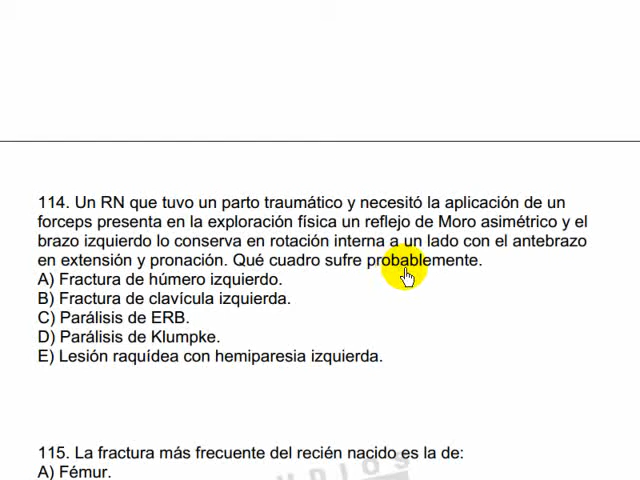 114. Un RN que tuvo un parto traumático y necesitó la aplicación de un
forceps presenta en la exploración física un reflejo de Moro asimétrico y el
brazo izquierdo lo conserva en rotación interna a un lado con el antebrazo
en extensión y pronación. Qué cuadro sufre probablemente.
A) Fractura de húmero izquierdo.
B) Fractura de clavícula izquierda.
C) Parálisis de ERB.
D) Parálisis de Klumpke.
E) Lesión raquídea con hemiparesia izquierda.
115. La fractura más frecuente del recién nacido es la de:
A) Fémur.